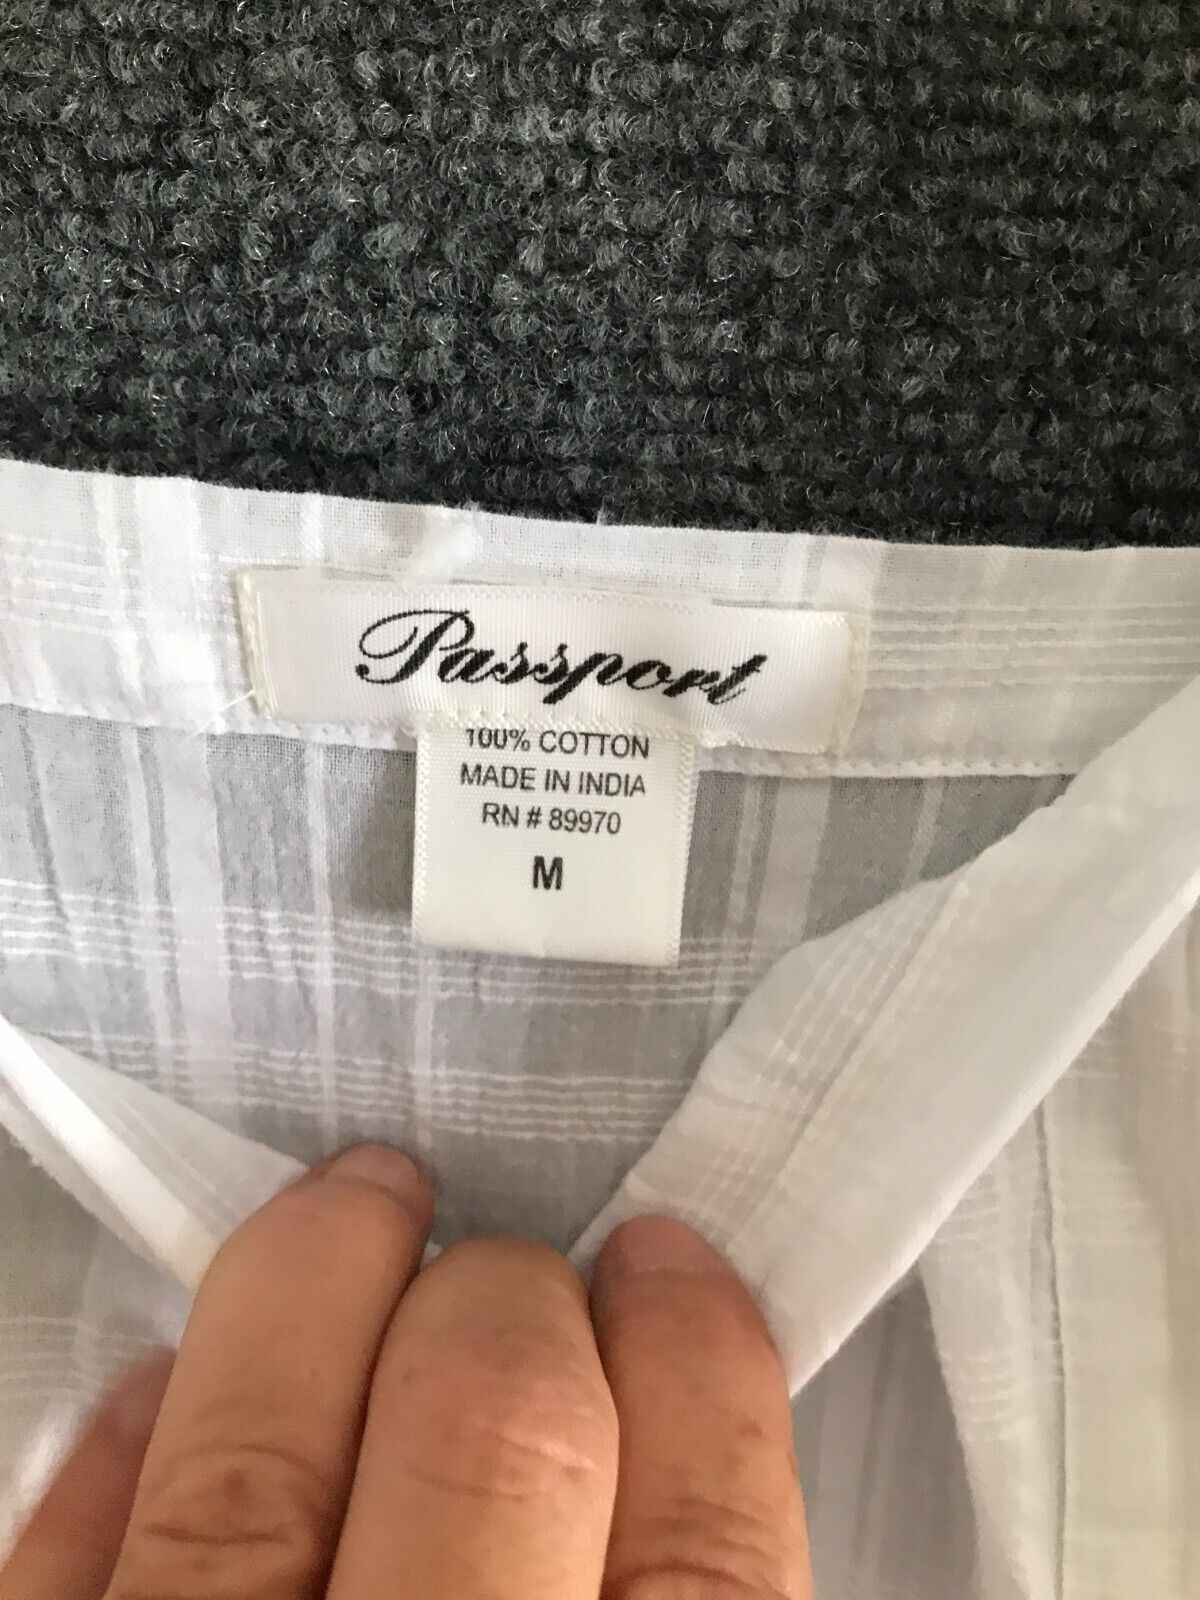 Passport
100% COTTON
MADE IN INDIA
RN # 89970
M